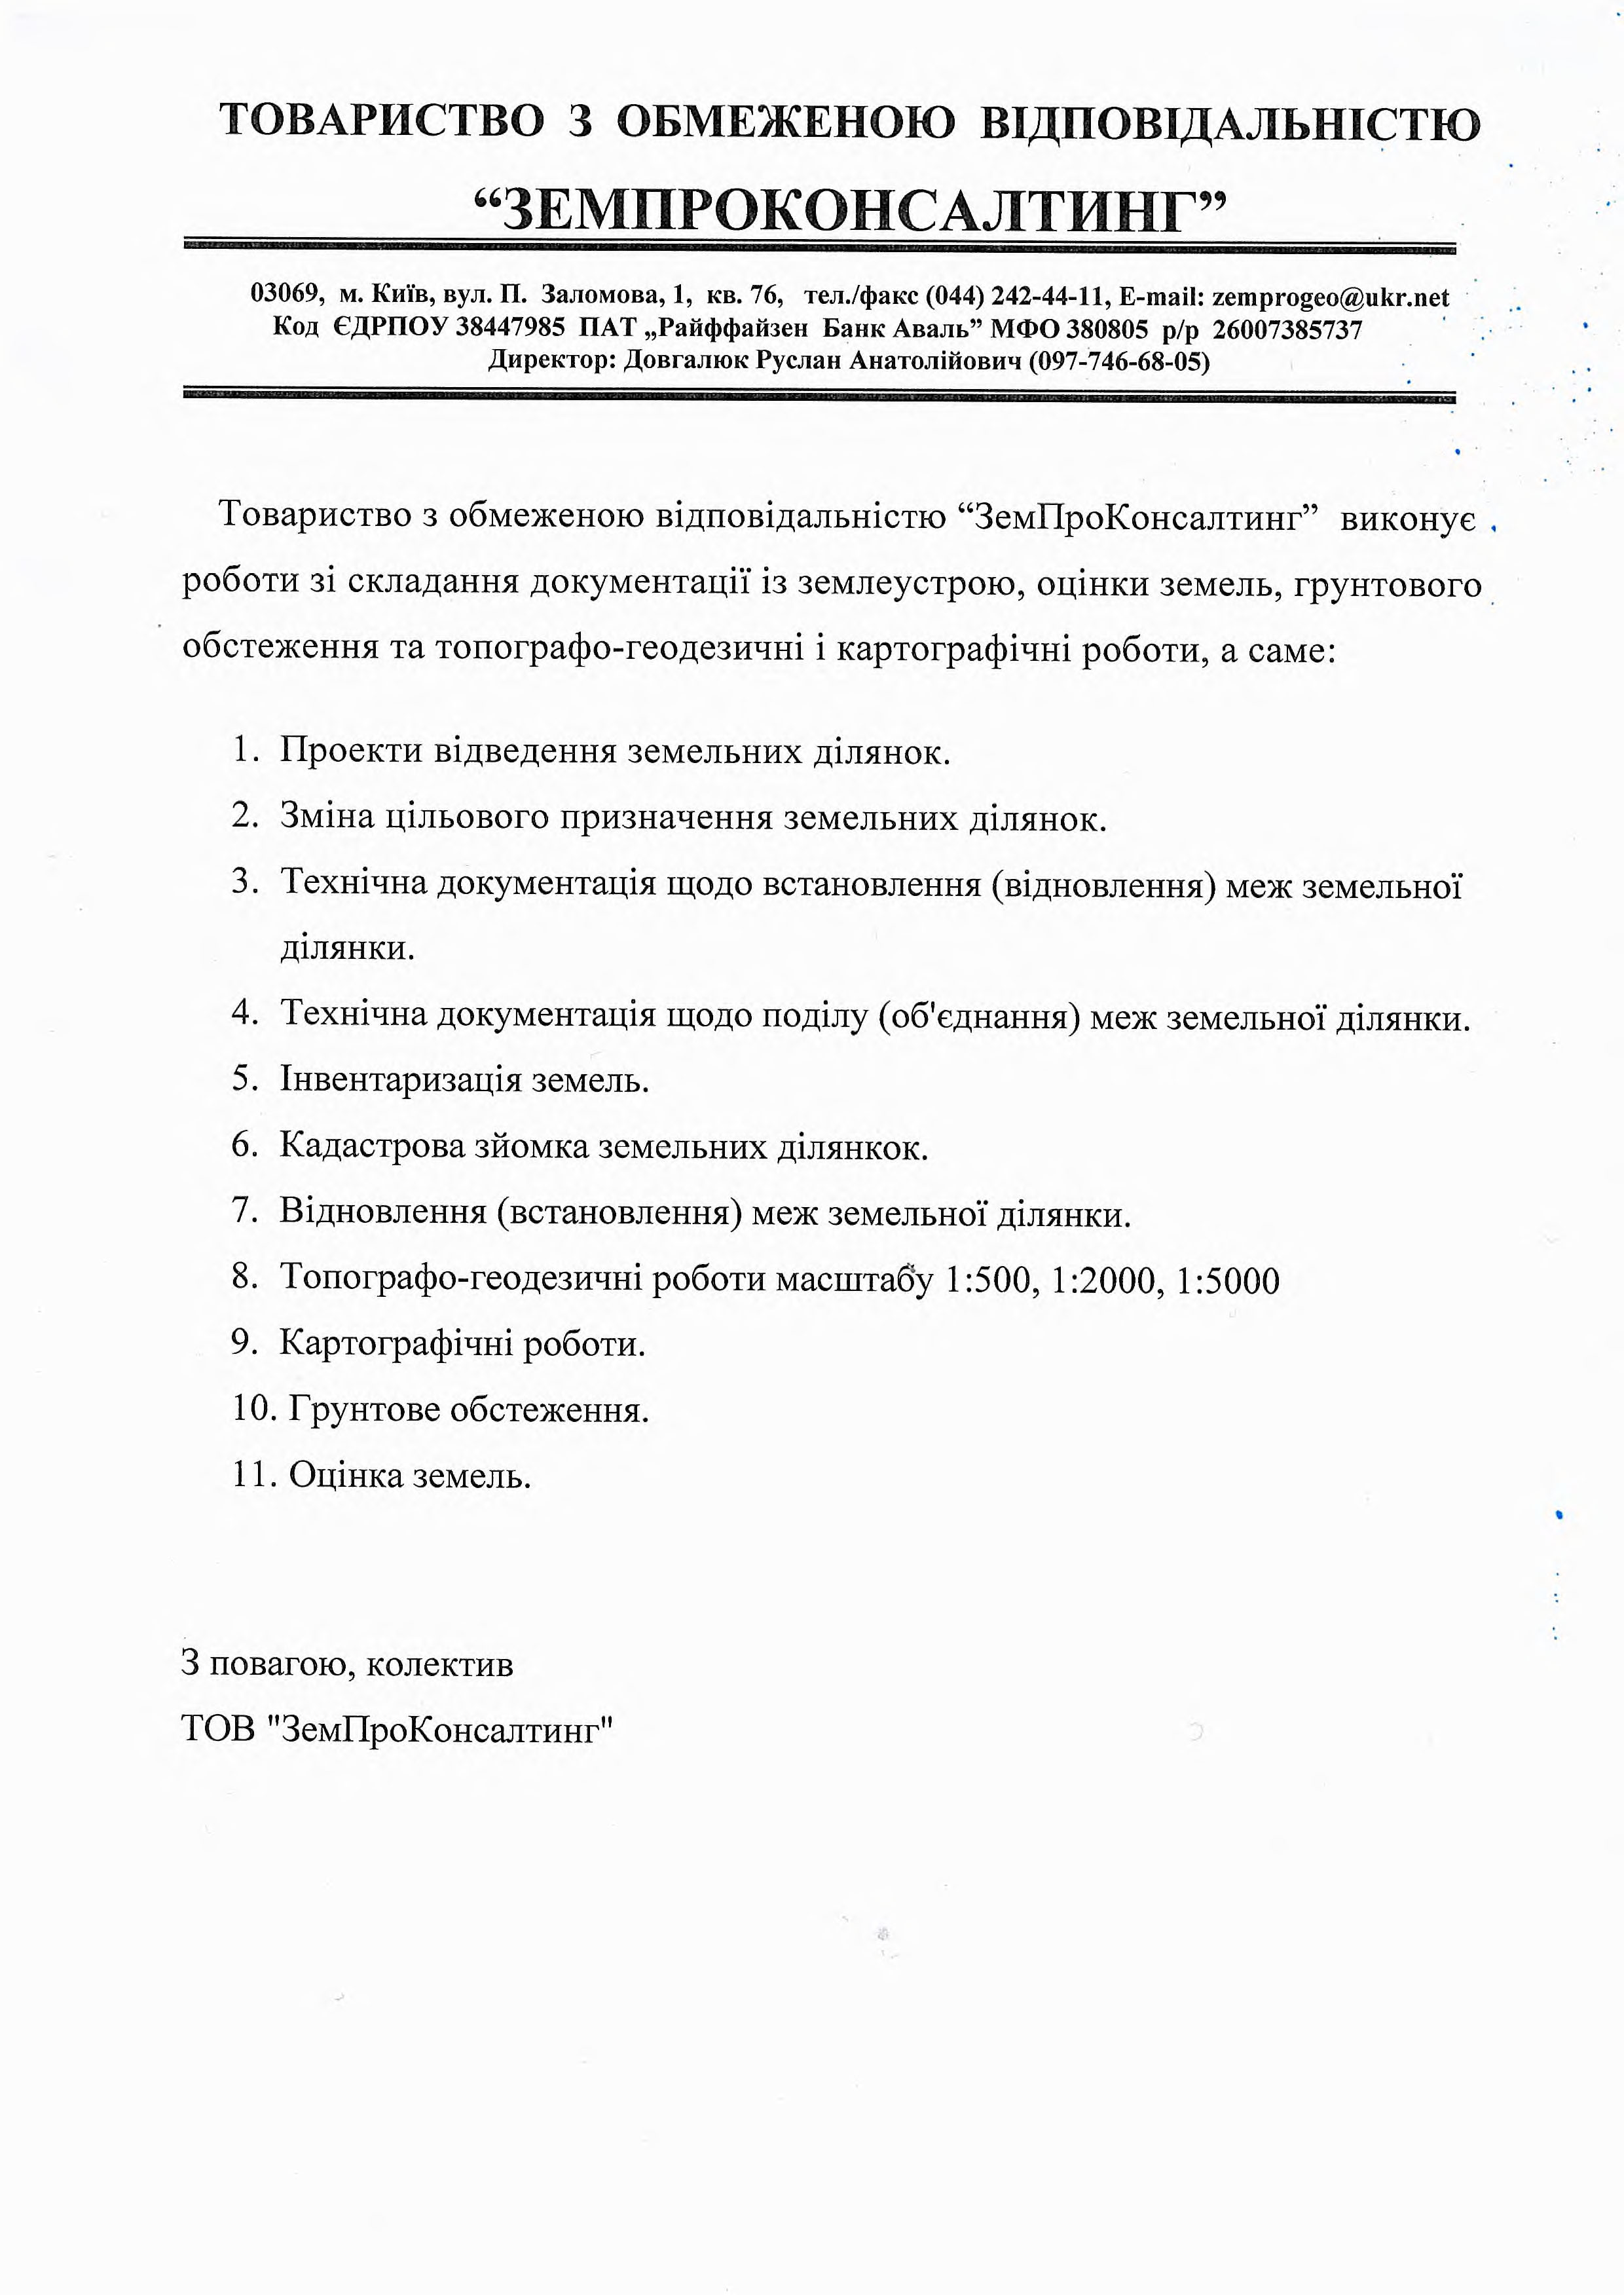 ТОВАРИСТВО З ОБМЕЖЕНОЮ ВІДПОВІДАЛЬНІСТЮ
“ЗЕМПРОКОНСАЛТИНГ”
03069, м. Київ, вул. П. Заломова, 1, кв. 76, тел./факс (044) 242-44-11, E-mail: zemprogeo@ukr.net
Код ЄДРПОУ 38447985 ПАТ „Райффайзен Банк Аваль” МФО 380805 р/р 26007385737
Директор: Довгалюк Руслан Анатолійович (097-746-68-05)
Товариство з обмеженою відповідальністю “ЗемПроКонсалтинг” виконує
роботи зі складання документації із землеустрою, оцінки земель, грунтового
обстеження та топографо-геодезичні і картографічні роботи, а саме:
1. Проекти відведення земельних ділянок.
2. Зміна цільового призначення земельних ділянок.
3. Технічна документація щодо встановлення (відновлення) меж земельної
ділянки.
4. Технічна документація щодо поділу (об'єднання) меж земельної ділянки.
5. Інвентаризація земель.
6. Кадастрова зйомка земельних ділянкок.
7. Відновлення (встановлення) меж земельної ділянки.
8. Топографо-геодезичні роботи масштабу 1:500, 1:2000, 1:5000
9. Картографічні роботи.
10. Грунтове обстеження.
11. Оцінка земель.
З повагою, колектив
ТОВ "ЗемПроКонсалтинг"